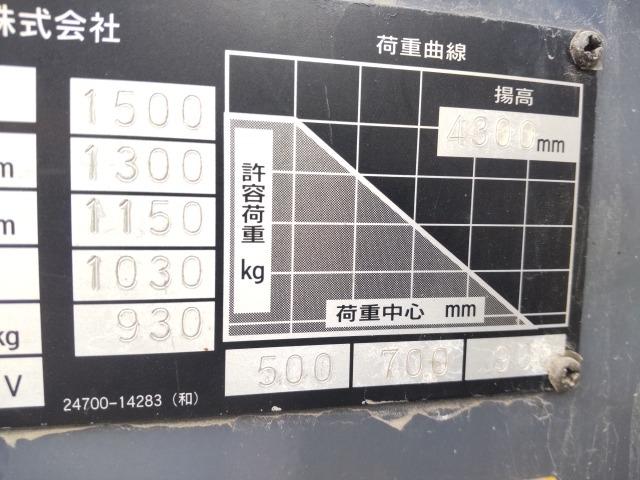 株式会社
荷重曲線
揚高
4300mm
1500
m 1300
m 1150
1030
kg 930
V
許容荷重
kg
荷重中心 mm
500 700
24700-14283 (和)